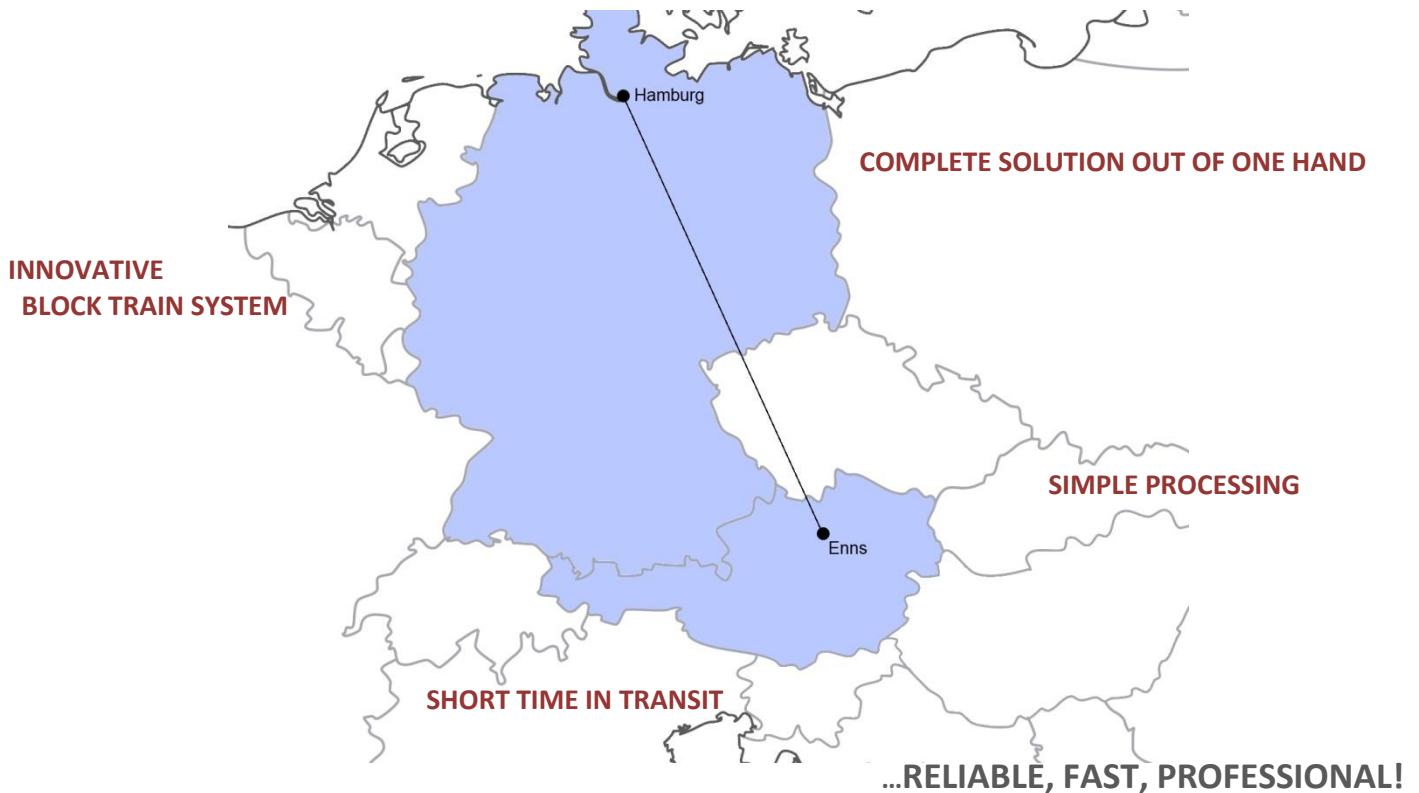 Hamburg
COMPLETE SOLUTION OUT OF ONE HAND
INNOVATIVE
BLOCK TRAIN SYSTEM
SIMPLE PROCESSING
Enns
SHORT TIME IN TRANSIT
...RELIABLE, FAST, PROFESSIONAL!